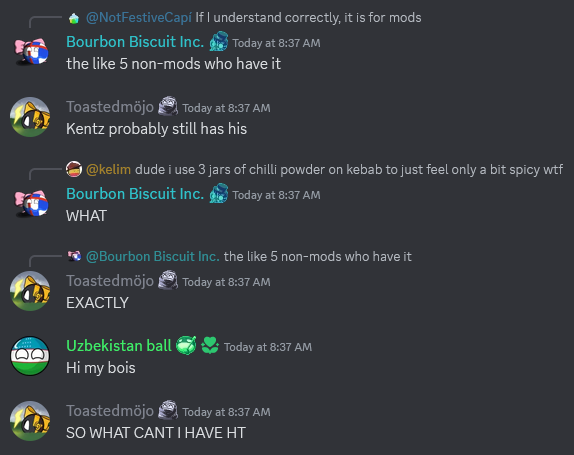 @NotFestiveCapi If I understand correctly, it is for mods
Bourbon Biscuit Inc. Today at 8:37 AM
the like 5 non-mods who have it
Toastedmöjo Today at 8:37 AM
Kentz probably still has his
@kelim dude i use 3 jars of chilli powder on kebab to just feel only a bit spicy wtf
Bourbon Biscuit Inc. Today at 8:37 AM
WHAT
@Bourbon Biscuit Inc. the like 5 non-mods who have it
Toastedmöjo Today at 8:37 AM
EXACTLY
Uzbekistan ball Today at 8:37 AM
Hi my bois
Toastedmöjo Today at 8:37 AM
SO WHAT CANT I HAVE HT